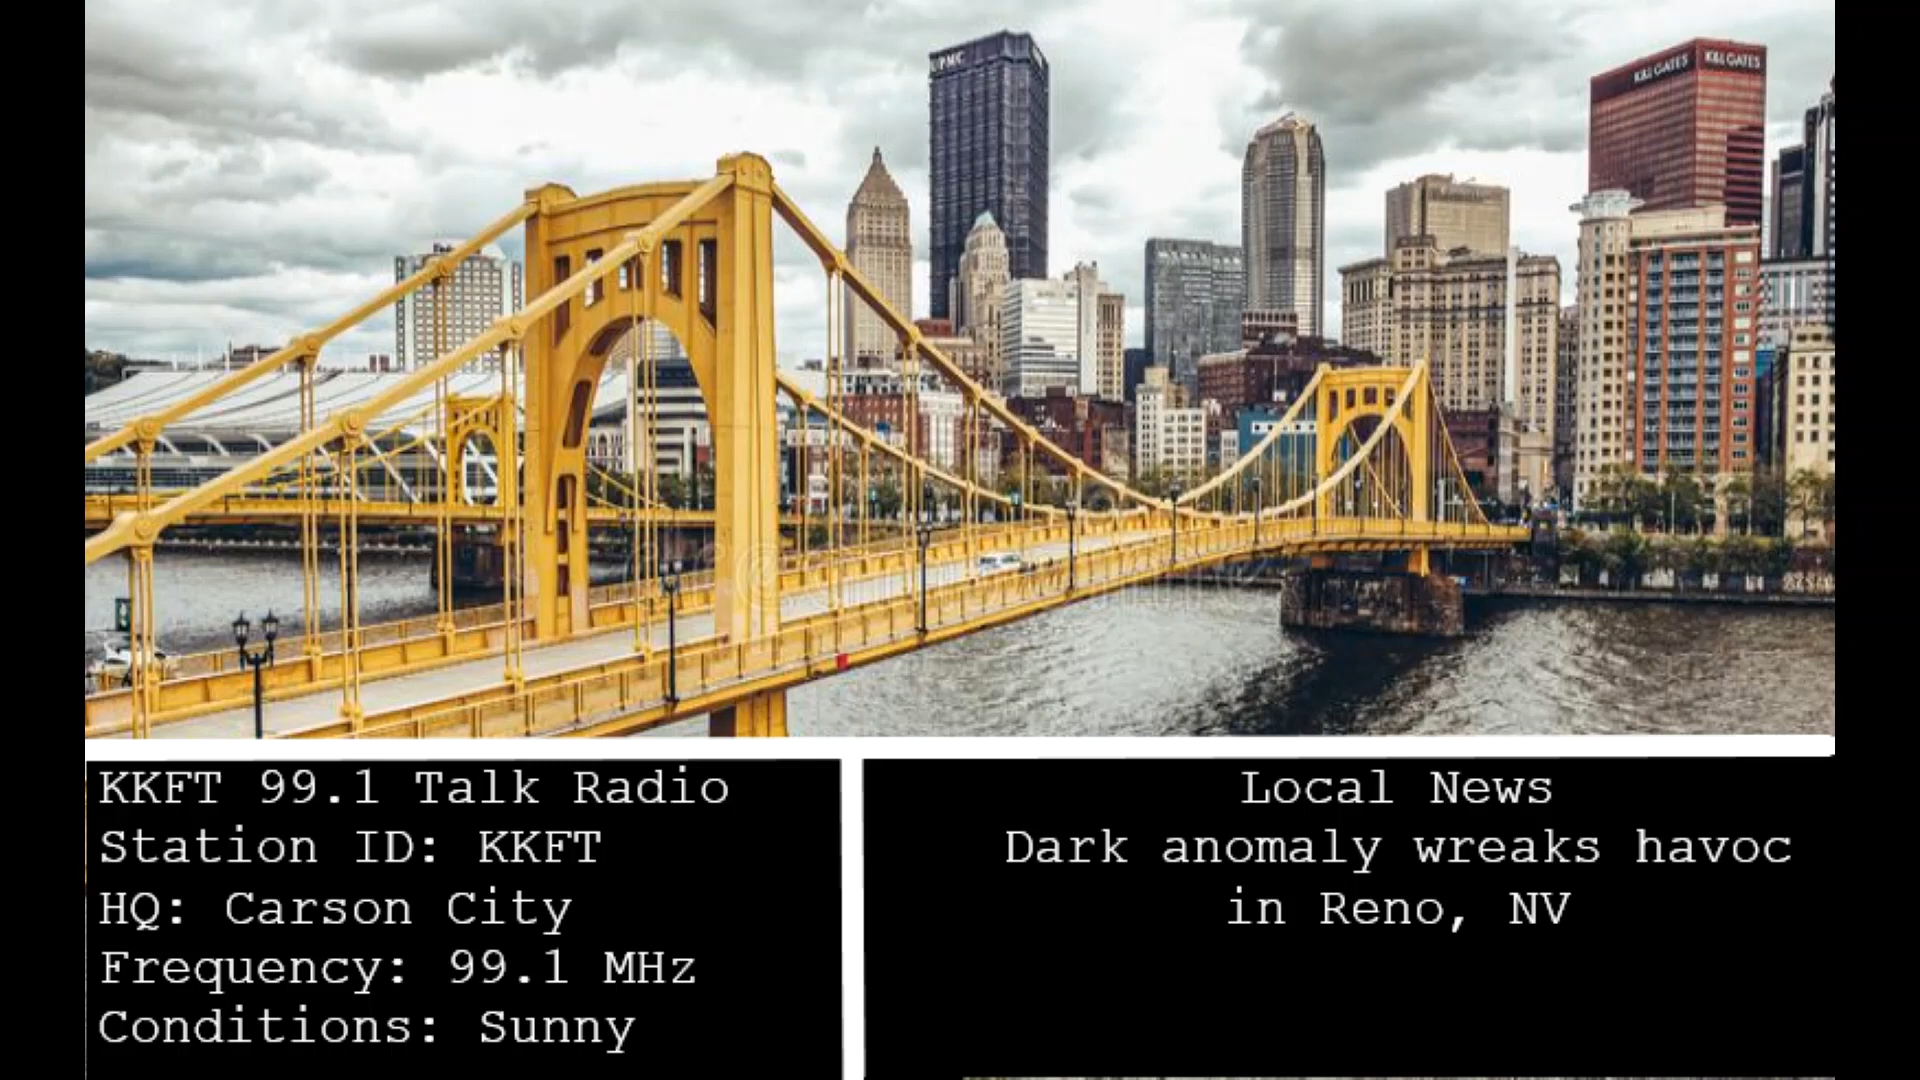 UPMC
K&L GATES K&L GATES
KKFT 99.1 Talk Radio
Station ID: KKFT
HQ: Carson City
Frequency: 99.1 MHz
Conditions: Sunny
Local News
Dark anomaly wreaks havoc
in Reno, NV